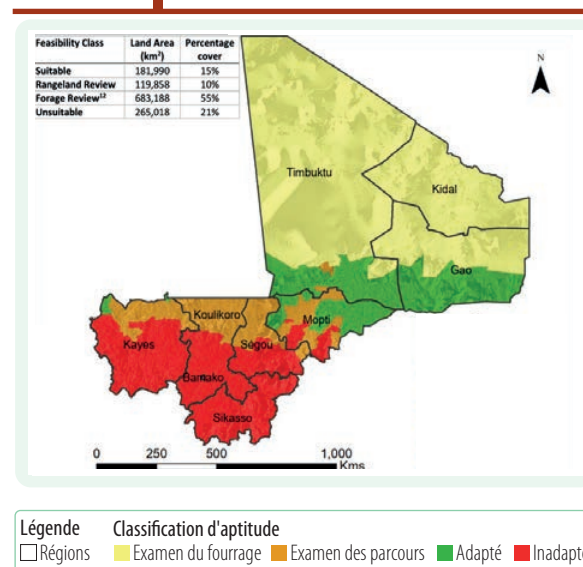 Feasibility Class Land Area (km²) Percentage cover
Suitable 181,990 15%
Rangeland Review 119,858 10%
Forage Review¹² 683,188 55%
Unsuitable 265,018 21%
N
Timbuktu
Kidal
Gao
Koulikoro
Mopti
Kayes
Ségou
Bamako
Sikasso
0 250 500 1,000
Kms
Légende Classification d'aptitude
Régions Examen du fourrage Examen des parcours Adapté Inadapté